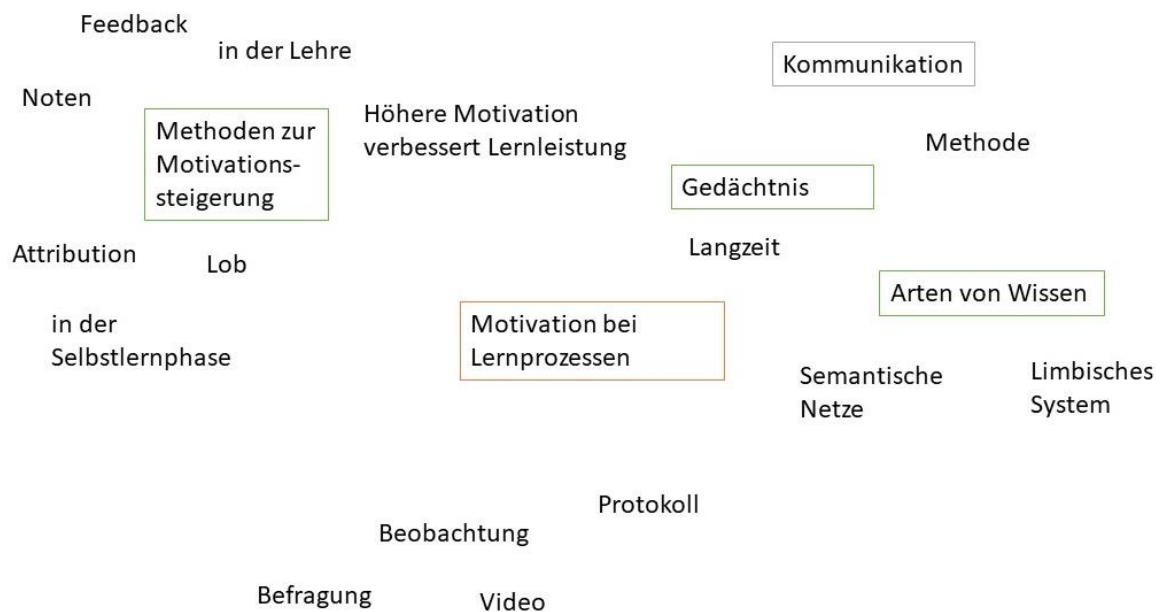 Feedback
in der Lehre
Kommunikation
Noten
Höhere Motivation
verbessert Lernleistung
Methoden zur
Motivations-
steigerung
Methode
Gedächtnis
Attribution
Lob
Langzeit
Arten von Wissen
in der
Selbstlernphase
Motivation bei
Lernprozessen
Semantische
Netze
Limbisches
System
Protokoll
Beobachtung
Befragung
Video